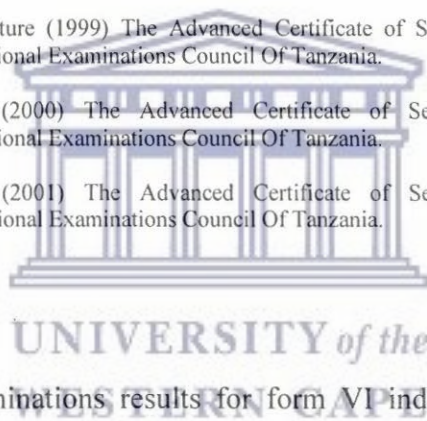 ture (1999) The Advanced Certificate of S
ional Examinations Council Of Tanzania.
(2000) The Advanced Certificate of Se
ional Examinations Council Of Tanzania.
(2001) The Advanced Certificate of Se
ional Examinations Council Of Tanzania.
UNIVERSITY of the
minations results for form VI ind
WESTERN CAPE